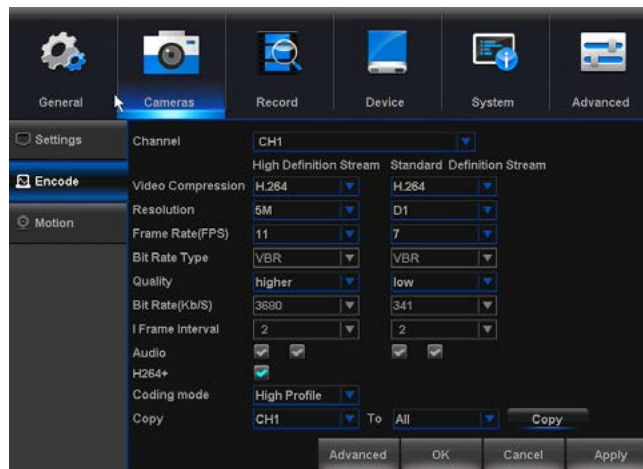 General Cameras Record Device System Advanced
Settings
Encode
Motion
Channel CH1
High Definition Stream Standard Definition Stream
Video Compression H.264 H.264
Resolution 5M D1
Frame Rate(FPS) 11 7
Bit Rate Type VBR VBR
Quality higher low
Bit Rate(Kb/S) 3680 341
I Frame Interval 2 2
Audio
H264+
Coding mode High Profile
Copy CH1 To All Copy
Advanced OK Cancel Apply